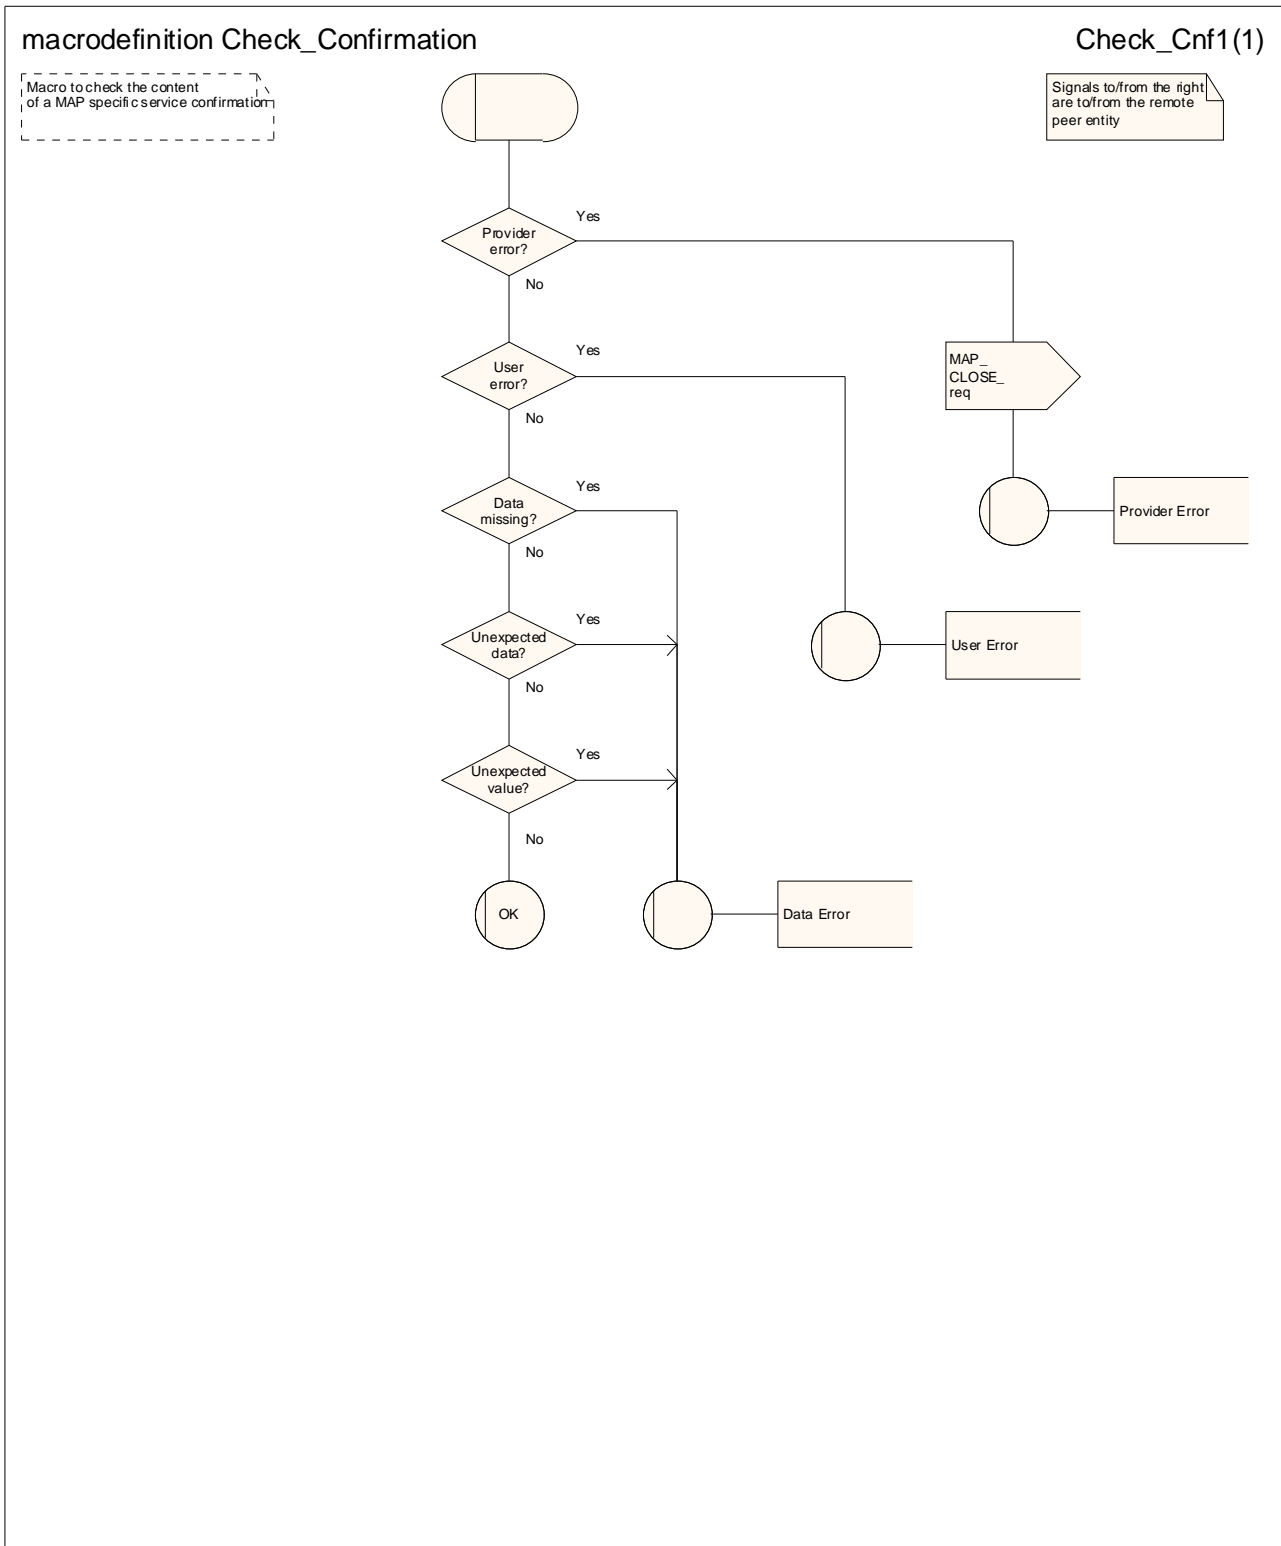 macrodefinition Check_Confirmation
Check_Cnf1(1)
Macro to check the content
of a MAP specific service confirmation
Signals to/from the right
are to/from the remote
peer entity
Provider
error?
Yes
No
User
error?
Yes
No
MAP_
CLOSE_
req
Data
missing?
Yes
No
Provider Error
Unexpected
data?
Yes
No
User Error
Unexpected
value?
Yes
No
OK
Data Error